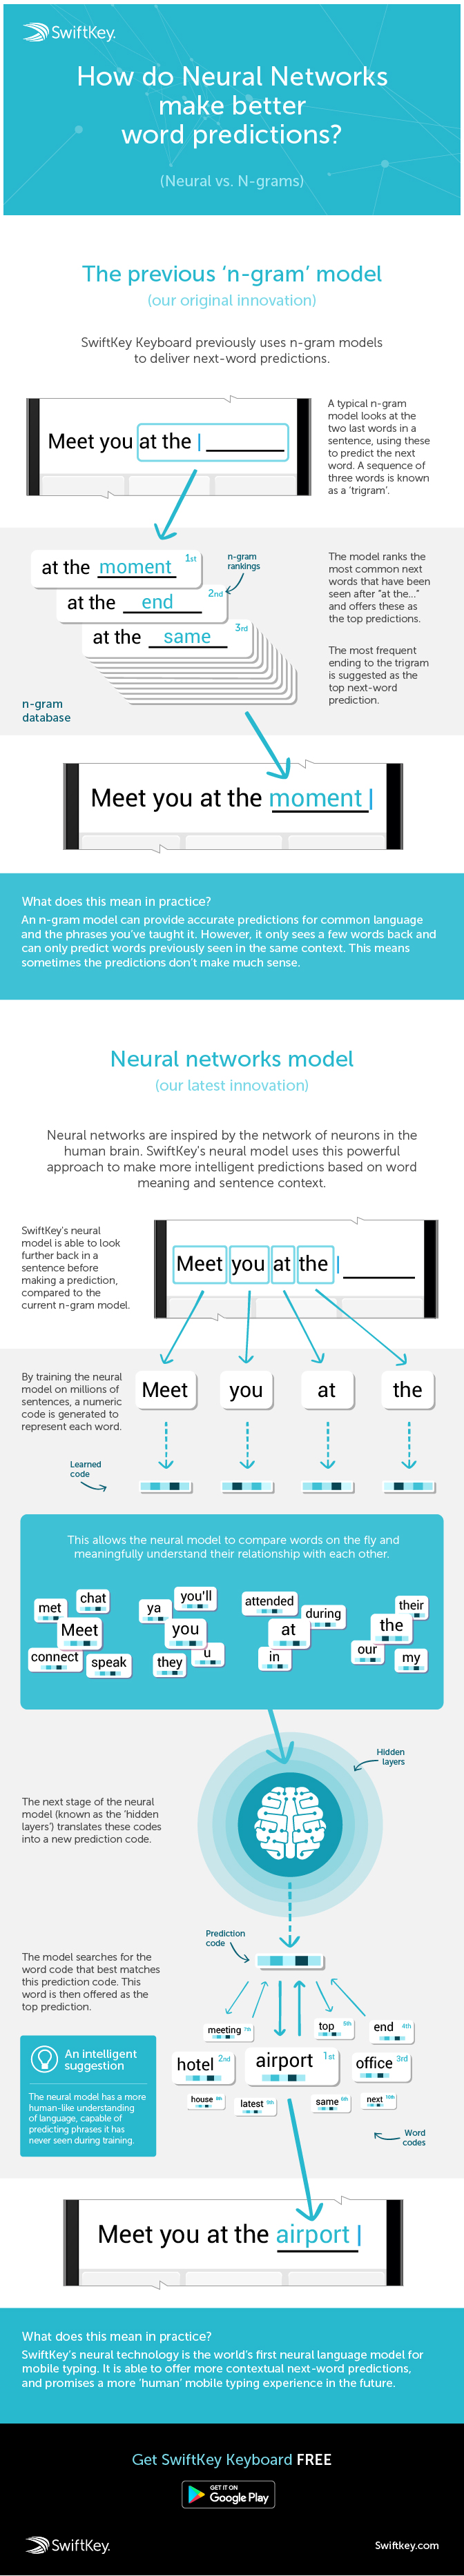 SwiftKey.
How do Neural Networks
make better
word predictions?
(Neural vs. N-grams)
The previous ‘n-gram’ model
(our original innovation)
SwiftKey Keyboard previously uses n-gram models
to deliver next-word predictions.
Meet you at the
A typical n-gram
model looks at the
two last words in a
sentence, using these
to predict the next
word. A sequence of
three words is known
as a ‘trigram’.
at the moment 1st
at the end 2nd
at the same 3rd
n-gram
rankings
n-gram
database
The model ranks the
most common next
words that have been
seen after “at the...”
and offers these as
the top predictions.
The most frequent
ending to the trigram
is suggested as the
top next-word
prediction.
Meet you at the moment
What does this mean in practice?
An n-gram model can provide accurate predictions for common language
and the phrases you’ve taught it. However, it only sees a few words back and
can only predict words previously seen in the same context. This means
sometimes the predictions don’t make much sense.
Neural networks model
(our latest innovation)
Neural networks are inspired by the network of neurons in the
human brain. SwiftKey’s neural model uses this powerful
approach to make more intelligent predictions based on word
meaning and sentence context.
SwiftKey’s neural
model is able to look
further back in a
sentence before
making a prediction,
compared to the
current n-gram model.
Meet you at the
By training the neural
model on millions of
sentences, a numeric
code is generated to
represent each word.
Meet you at the
Learned
code
This allows the neural model to compare words on the fly and
meaningfully understand their relationship with each other.
met chat Meet connect speak
ya you'll you they u
attended during at in
their the our my
Hidden
layers
The next stage of the neural
model (known as the ‘hidden
layers’) translates these codes
into a new prediction code.
Prediction
code
The model searches for the
word code that best matches
this prediction code. This
word is then offered as the
top prediction.
meeting 7th
top 5th
end 4th
hotel 2nd
airport 1st
office 3rd
house 8th
latest 9th
same 6th
next 10th
Word
codes
An intelligent
suggestion
The neural model has a more
human-like understanding
of language, capable of
predicting phrases it has
never seen during training.
Meet you at the airport
What does this mean in practice?
SwiftKey’s neural technology is the world’s first neural language model for
mobile typing. It is able to offer more contextual next-word predictions,
and promises a more ‘human’ mobile typing experience in the future.
Get SwiftKey Keyboard FREE
GET IT ON
Google Play
SwiftKey.
Swiftkey.com